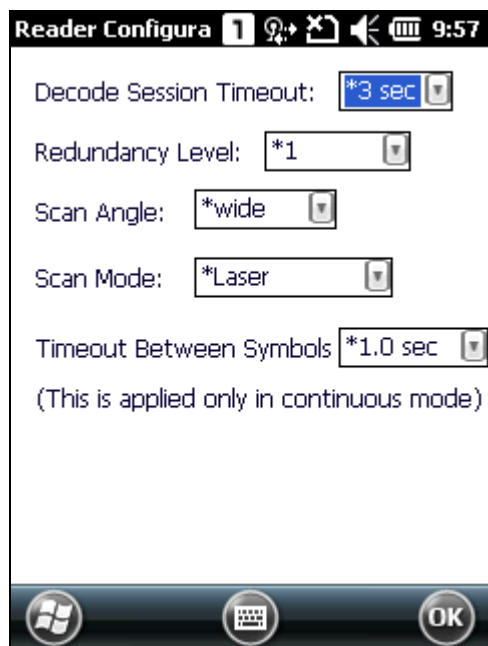 Reader Configura 1 9:57
Decode Session Timeout: *3 sec
Redundancy Level: *1
Scan Angle: *wide
Scan Mode: *Laser
Timeout Between Symbols *1.0 sec
(This is applied only in continuous mode)
OK